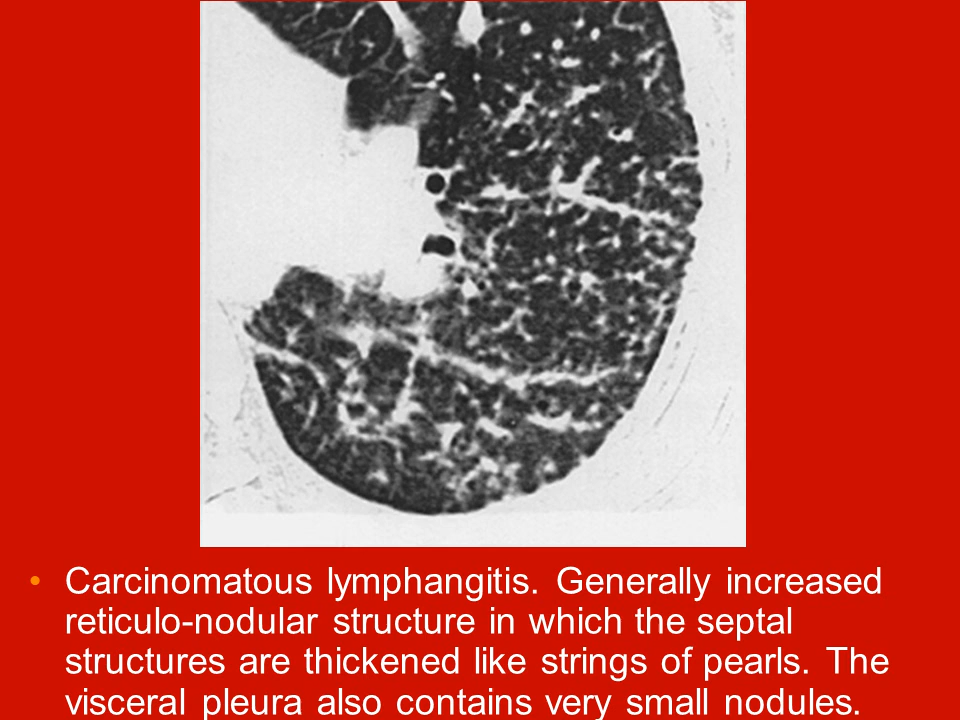 • Carcinomatous lymphangitis. Generally increased
reticulo-nodular structure in which the septal
structures are thickened like strings of pearls. The
visceral pleura also contains very small nodules.